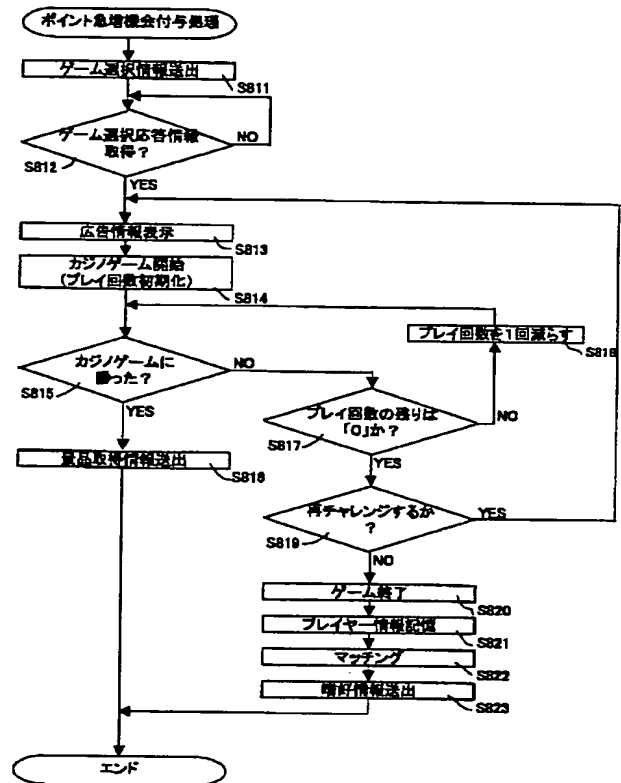 ポイント急増機会付与処理
ゲーム選択情報送出
S811
ゲーム選択応答情報
取得？
NO
S812
YES
広告情報表示
S813
カジノゲーム開始
(プレイ回数初期化)
S814
プレイ回数を1回減らす
S818
カジノゲームに
勝った？
NO
S815
YES
プレイ回数の残りは
「0」か？
NO
S817
YES
景品取得情報送出
S816
再チャレンジするか
？
YES
S819
NO
ゲーム終了
S820
プレイヤー情報記憶
S821
マッチング
S822
嗜好情報送出
S823
エンド